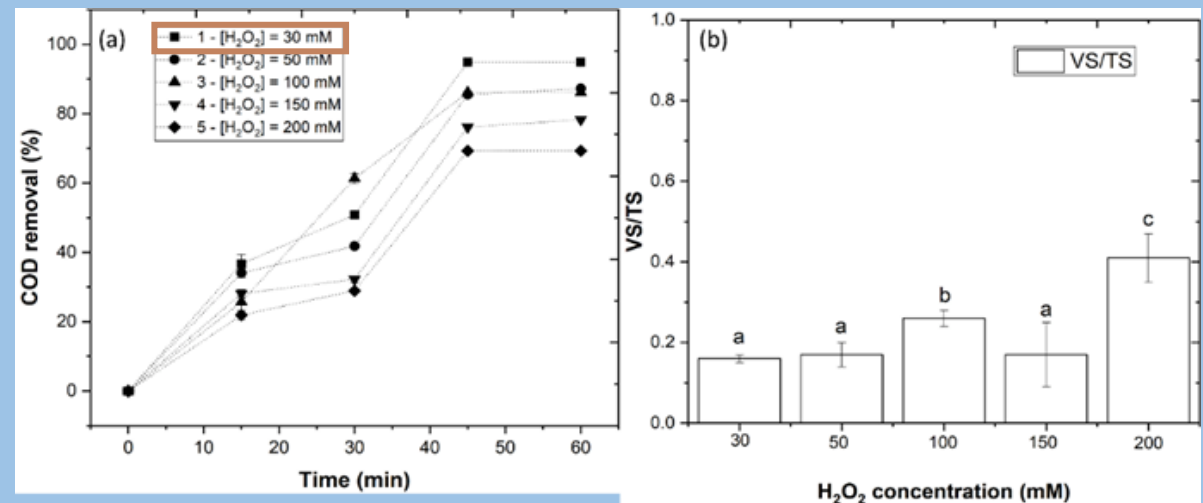 (a)
1 - [H₂O₂] = 30 mM
2 - [H₂O₂] = 50 mM
3 - [H₂O₂] = 100 mM
4 - [H₂O₂] = 150 mM
5 - [H₂O₂] = 200 mM
100
80
60
40
20
0
COD removal (%)
0 10 20 30 40 50 60
Time (min)
(b)
VS/TS
1.0
0.8
0.6
0.4
0.2
0.0
VS/TS
a a b a c
30 50 100 150 200
H₂O₂ concentration (mM)